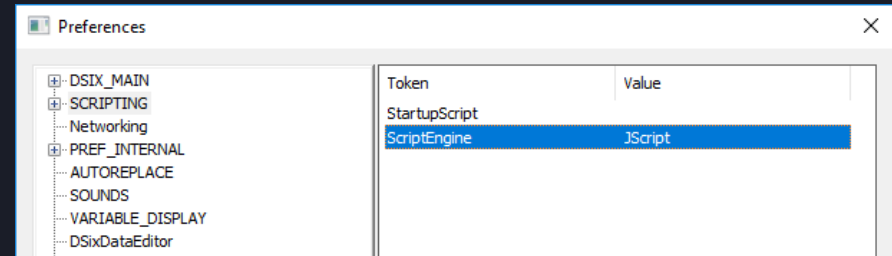 Preferences
DSIX_MAIN
SCRIPTING
Networking
PREF_INTERNAL
AUTOREPLACE
SOUNDS
VARIABLE_DISPLAY
DSixDataEditor
Token Value
StartupScript
ScriptEngine JScript